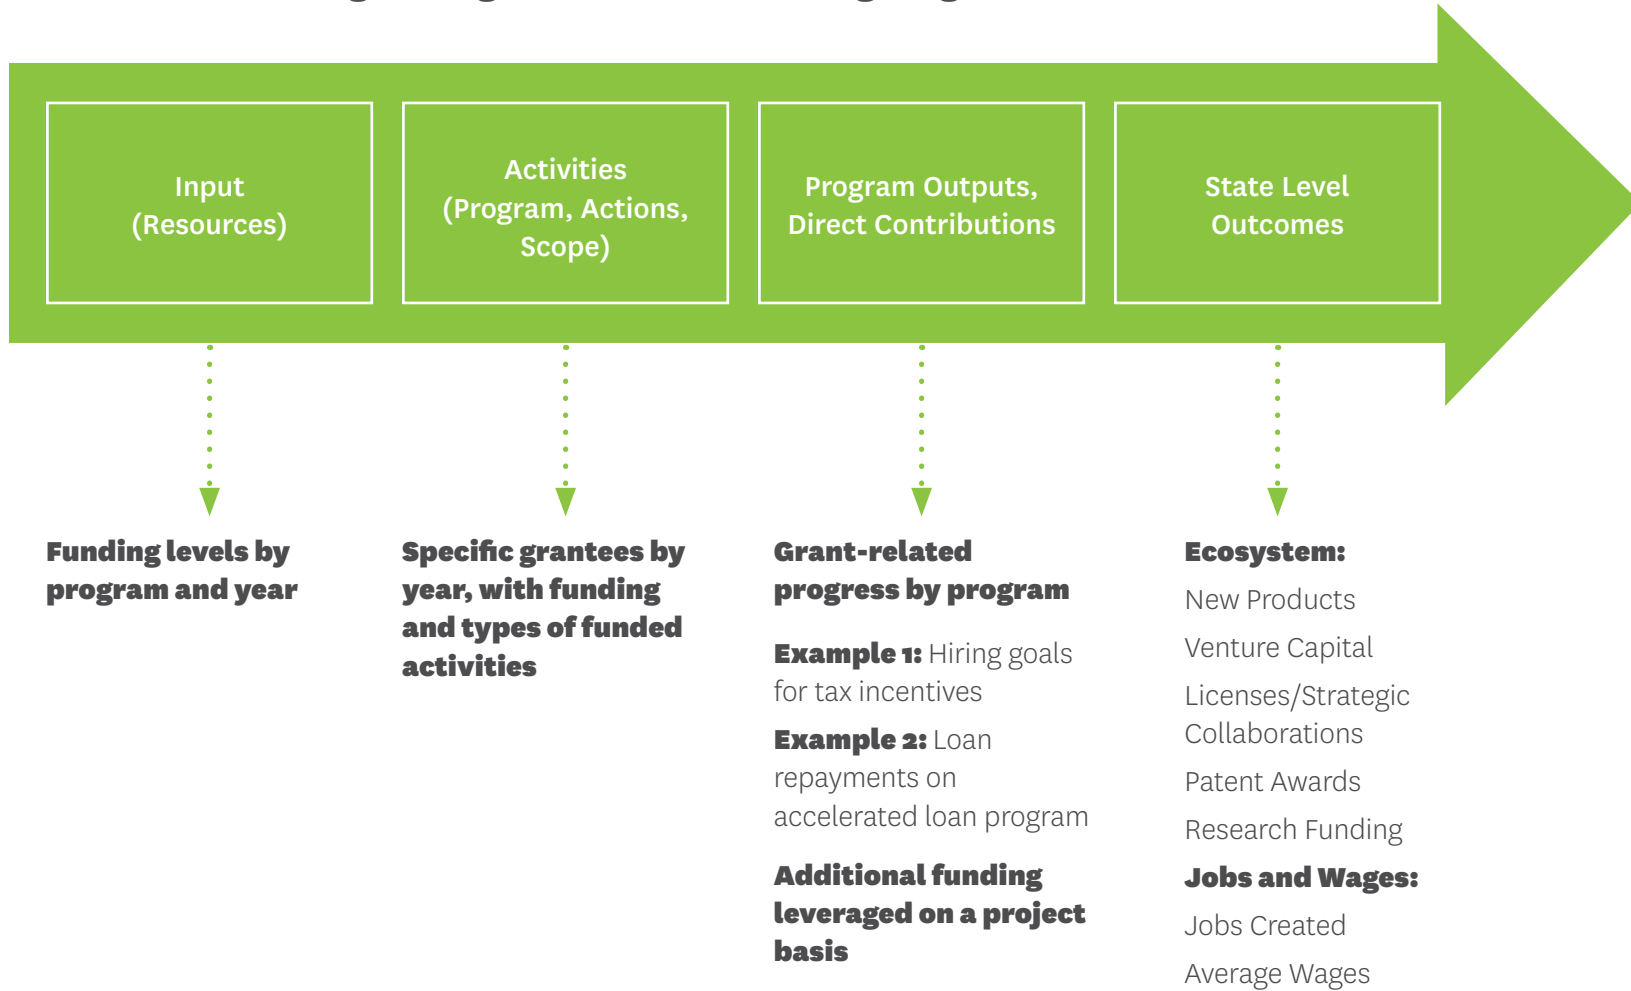 Input
(Resources)
Activities
(Program, Actions,
Scope)
Program Outputs,
Direct Contributions
State Level
Outcomes
Funding levels by
program and year
Specific grantees by
year, with funding
and types of funded
activities
Grant-related
progress by program
Example 1: Hiring goals
for tax incentives
Example 2: Loan
repayments on
accelerated loan program
Additional funding
leveraged on a project
basis
Ecosystem:
New Products
Venture Capital
Licenses/Strategic
Collaborations
Patent Awards
Research Funding
Jobs and Wages:
Jobs Created
Average Wages